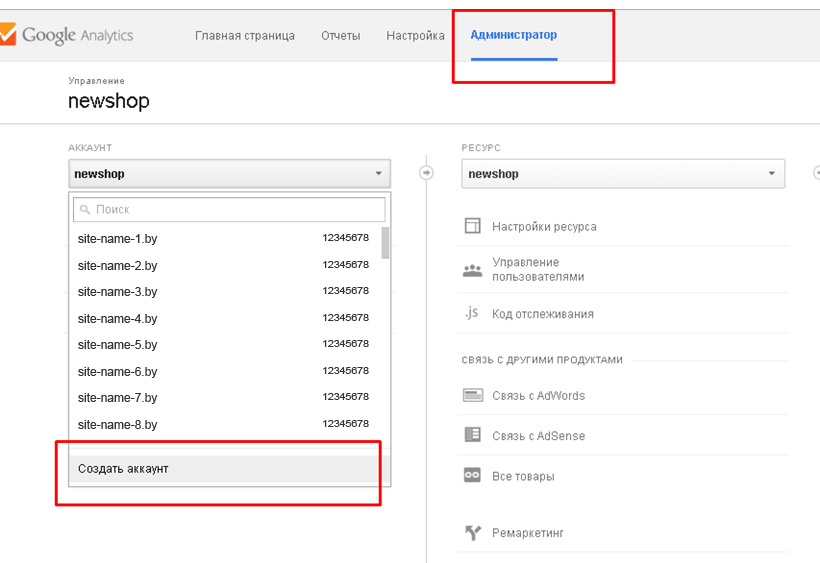 Google Analytics Главная страница Отчеты Настройка Администратор
Управление
newshop
АККАУНТ
newshop
Поиск
site-name-1.by 12345678
site-name-2.by 12345678
site-name-3.by 12345678
site-name-4.by 12345678
site-name-5.by 12345678
site-name-6.by 12345678
site-name-7.by 12345678
site-name-8.by 12345678
Создать аккаунт
РЕСУРС
newshop
Настройки ресурса
Управление
пользователями
.js Код отслеживания
СВЯЗЬ С ДРУГИМИ ПРОДУКТАМИ
Связь с AdWords
Связь с AdSense
Все товары
Ремаркетинг